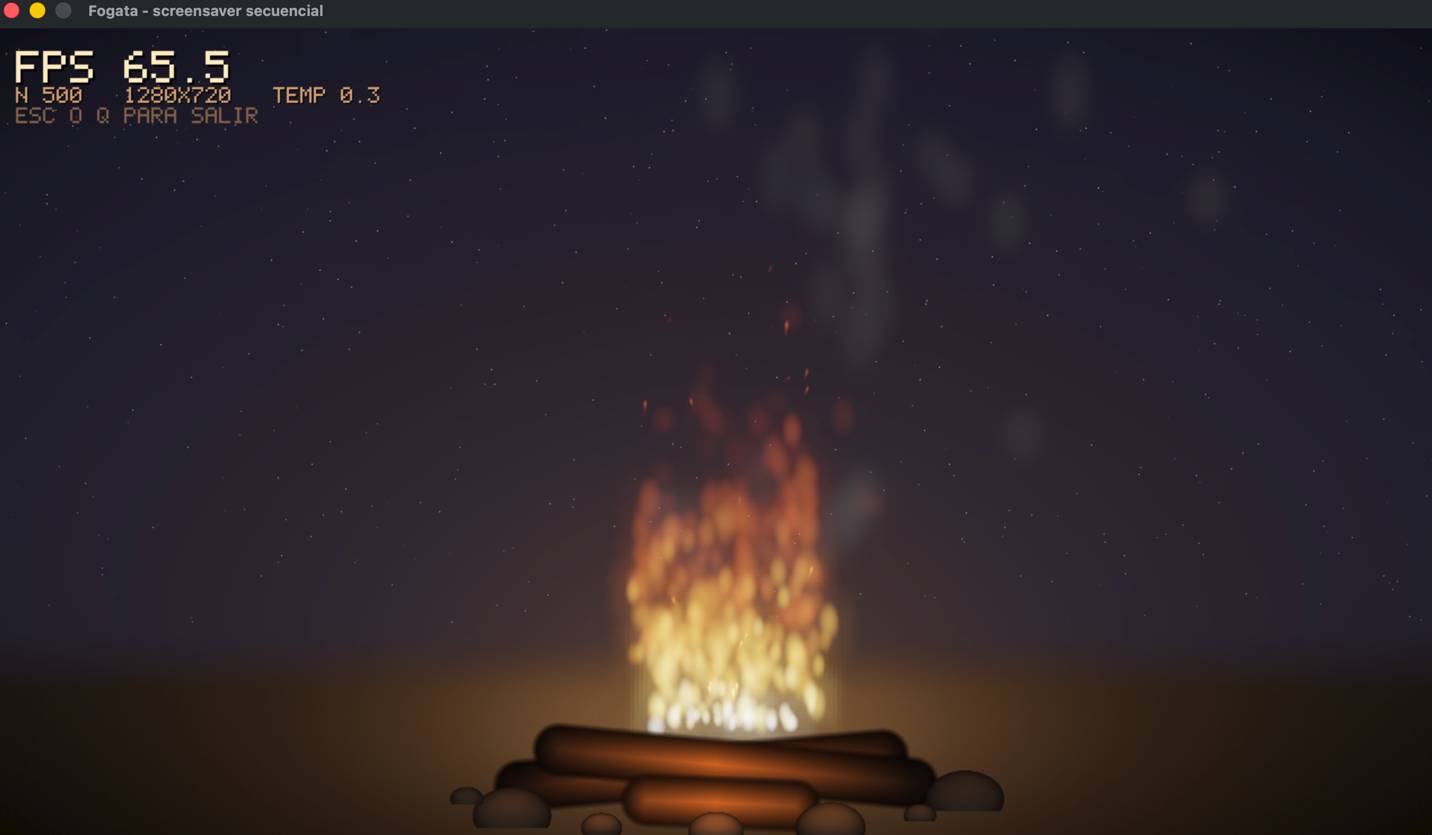 Fogata - screensaver secuencial
FPS 65.5
N 500 1280X720 TEMP 0.3
ESC O Q PARA SALIR